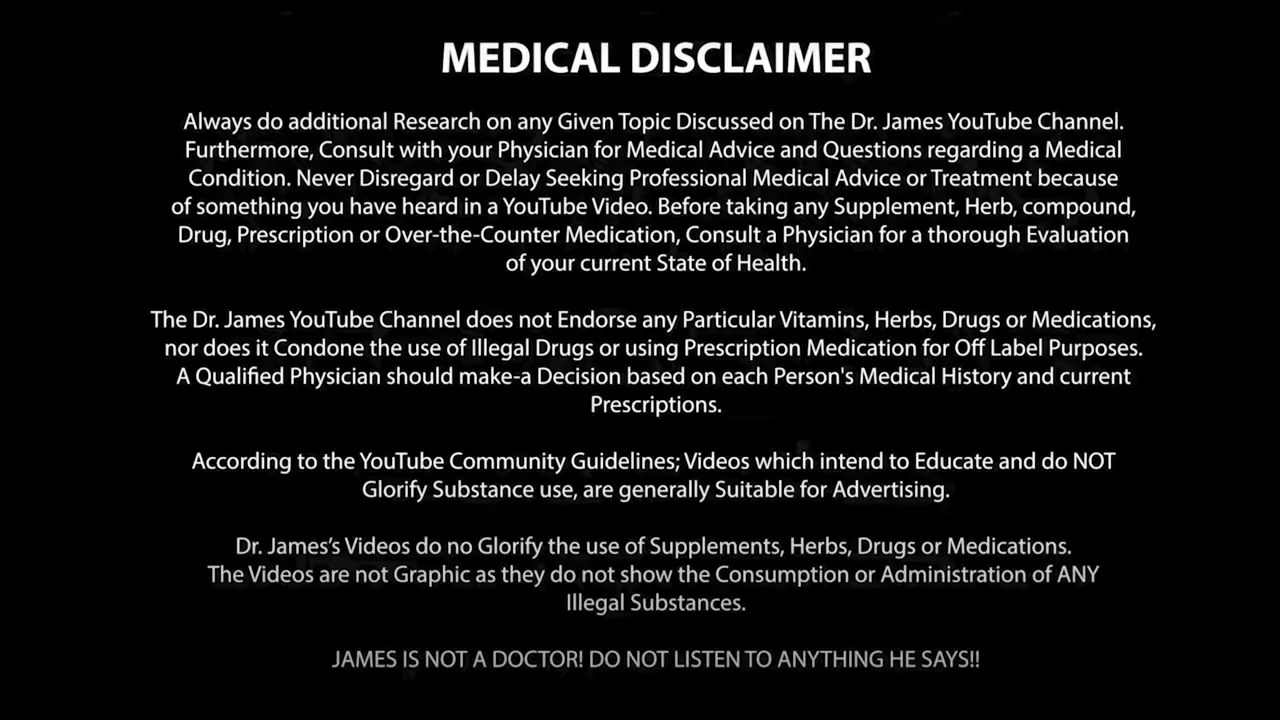 MEDICAL DISCLAIMER
Always do additional Research on any Given Topic Discussed on The Dr. James YouTube Channel.
Furthermore, Consult with your Physician for Medical Advice and Questions regarding a Medical
Condition. Never Disregard or Delay Seeking Professional Medical Advice or Treatment because
of something you have heard in a YouTube Video. Before taking any Supplement, Herb, compound,
Drug, Prescription or Over-the-Counter Medication, Consult a Physician for a thorough Evaluation
of your current State of Health.
The Dr. James YouTube Channel does not Endorse any Particular Vitamins, Herbs, Drugs or Medications,
nor does it Condone the use of Illegal Drugs or using Prescription Medication for Off Label Purposes.
A Qualified Physician should make-a Decision based on each Person's Medical History and current
Prescriptions.
According to the YouTube Community Guidelines; Videos which intend to Educate and do NOT
Glorify Substance use, are generally Suitable for Advertising.
Dr. James’s Videos do no Glorify the use of Supplements, Herbs, Drugs or Medications.
The Videos are not Graphic as they do not show the Consumption or Administration of ANY
Illegal Substances.
JAMES IS NOT A DOCTOR! DO NOT LISTEN TO ANYTHING HE SAYS!!